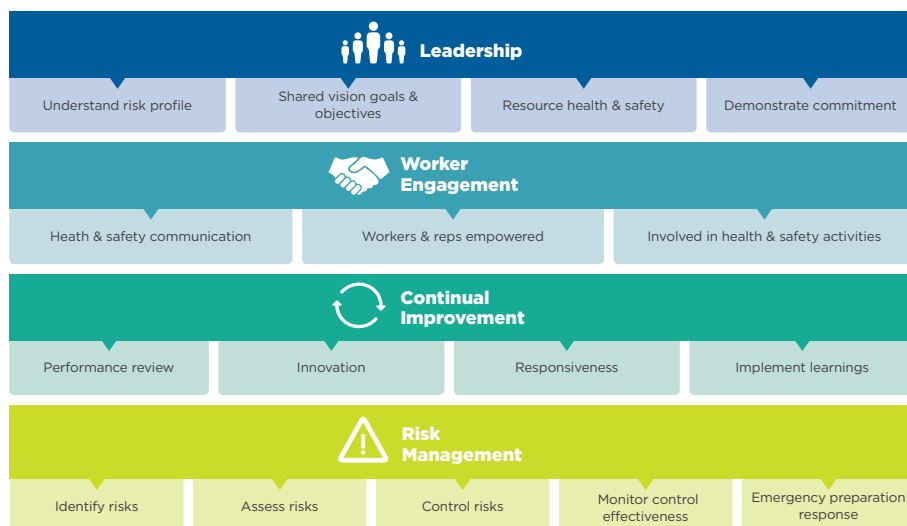 Leadership
Understand risk profile
Shared vision goals &
objectives
Resource health & safety
Demonstrate commitment
Worker
Engagement
Heath & safety communication
Workers & reps empowered
Involved in health & safety activities
Continual
Improvement
Performance review
Innovation
Responsiveness
Implement learnings
Risk
Management
Identify risks
Assess risks
Control risks
Monitor control
effectiveness
Emergency preparation
response